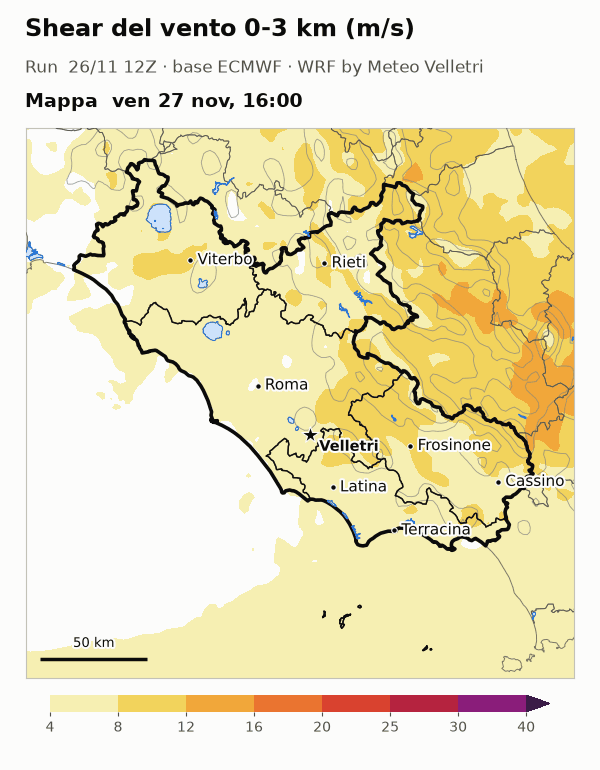 Shear del vento 0-3 km (m/s)
Run  26/11 12Z · base ECMWF · WRF by Meteo Velletri
Mappa  ven 27 nov, 16:00
Viterbo
Rieti
Roma
Velletri
Frosinone
Latina
Cassino
Terracina
50 km
4 8 12 16 20 25 30 40